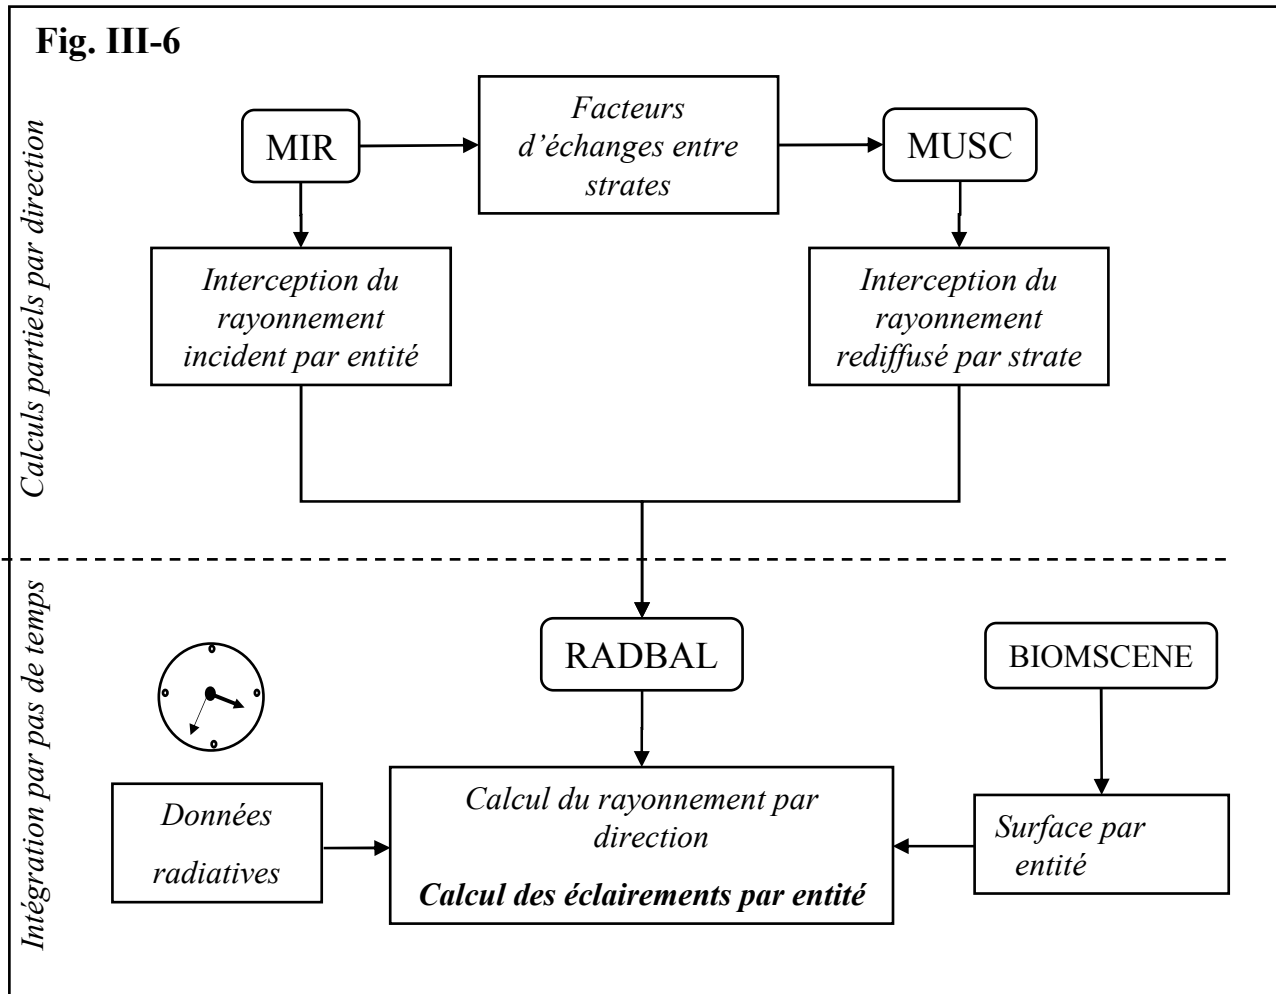 Fig. III-6
Calculs partiels par direction
MIR
Facteurs
d’échanges entre
strates
MUSC
Interception du
rayonnement
incident par entité
Interception du
rayonnement
rediffusé par strate
Intégration par pas de temps
RADBAL
BIOMSCENE
Données
radiatives
Calcul du rayonnement par
direction
Calcul des éclairements par entité
Surface par
entité